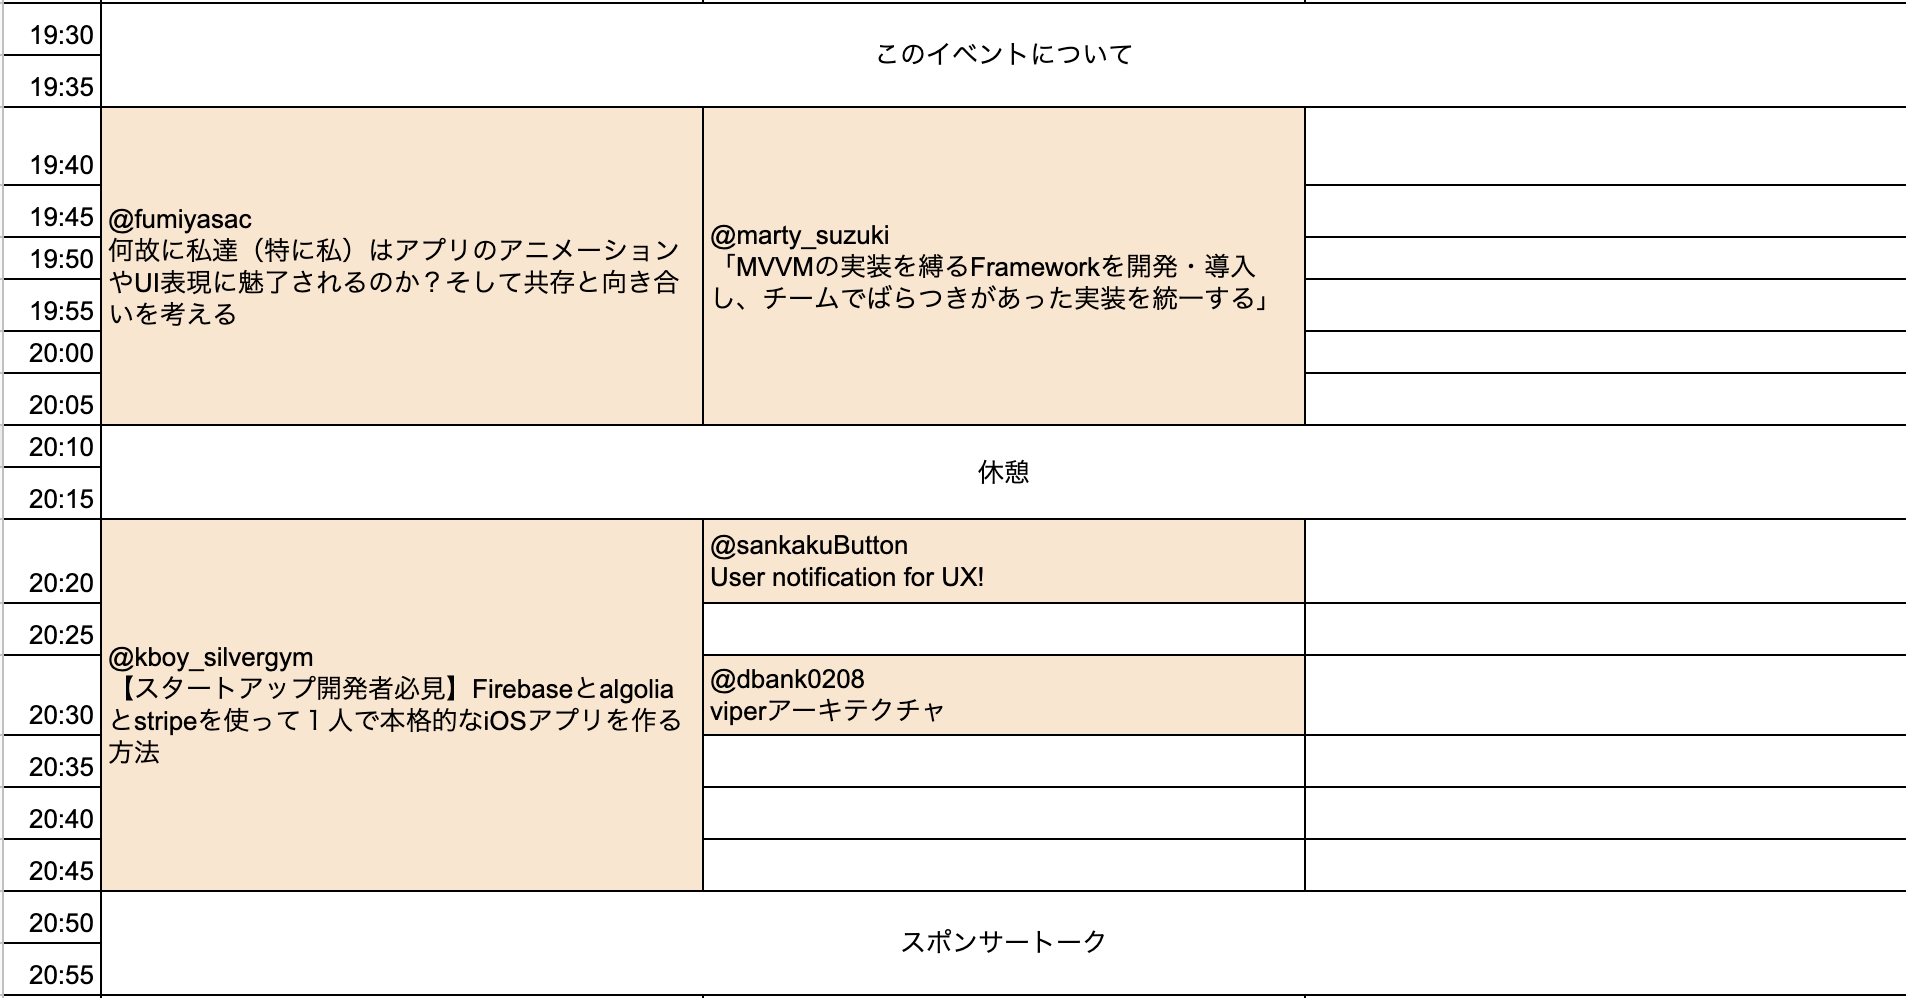 19:30
このイベントについて
19:35
19:40
19:45
19:50
19:55
20:00
20:05
@fumiyasac
何故に私達（特に私）はアプリのアニメーション
やUI表現に魅了されるのか？そして共存と向き合
いを考える
@marty_suzuki
「MVVMの実装を縛るFrameworkを開発・導入
し、チームでばらつきがあった実装を統一する」
20:10
休憩
20:15
20:20
20:25
20:30
20:35
20:40
20:45
@kboy_silvergym
【スタートアップ開発者必見】Firebaseとalgolia
とstripeを使って１人で本格的なiOSアプリを作る
方法
@sankakuButton
User notification for UX!
@dbank0208
viperアーキテクチャ
20:50
スポンサートーク
20:55